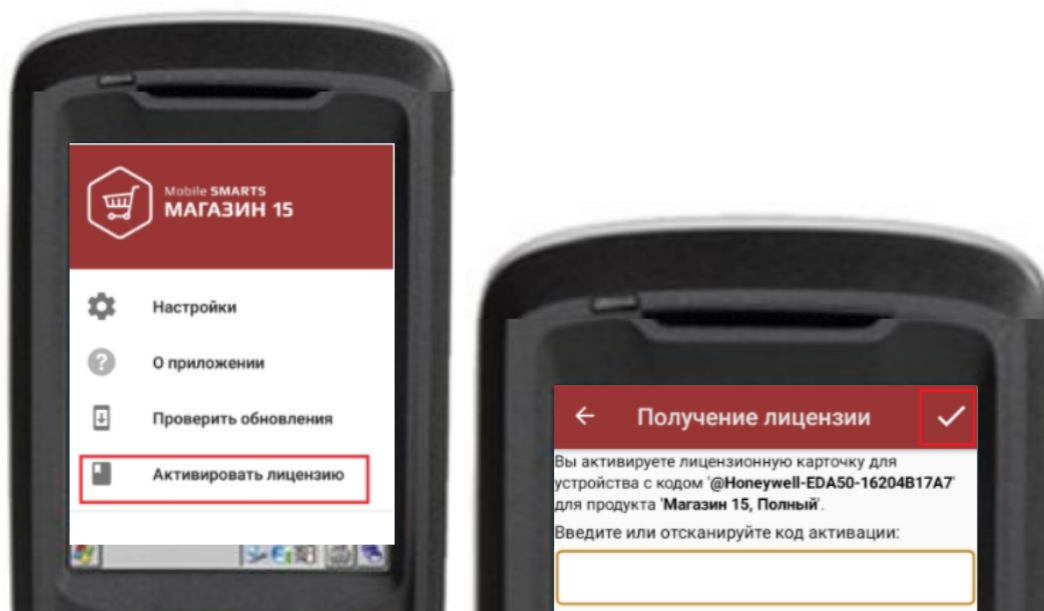 Mobile SMARTS
МАГАЗИН 15
Настройки
О приложении
Проверить обновления
Активировать лицензию
Получение лицензии
Вы активируете лицензионную карточку для
устройства с кодом '@Honeywell-EDA50-16204B17A7'
для продукта 'Магазин 15, Полный'.
Введите или отсканируйте код активации: